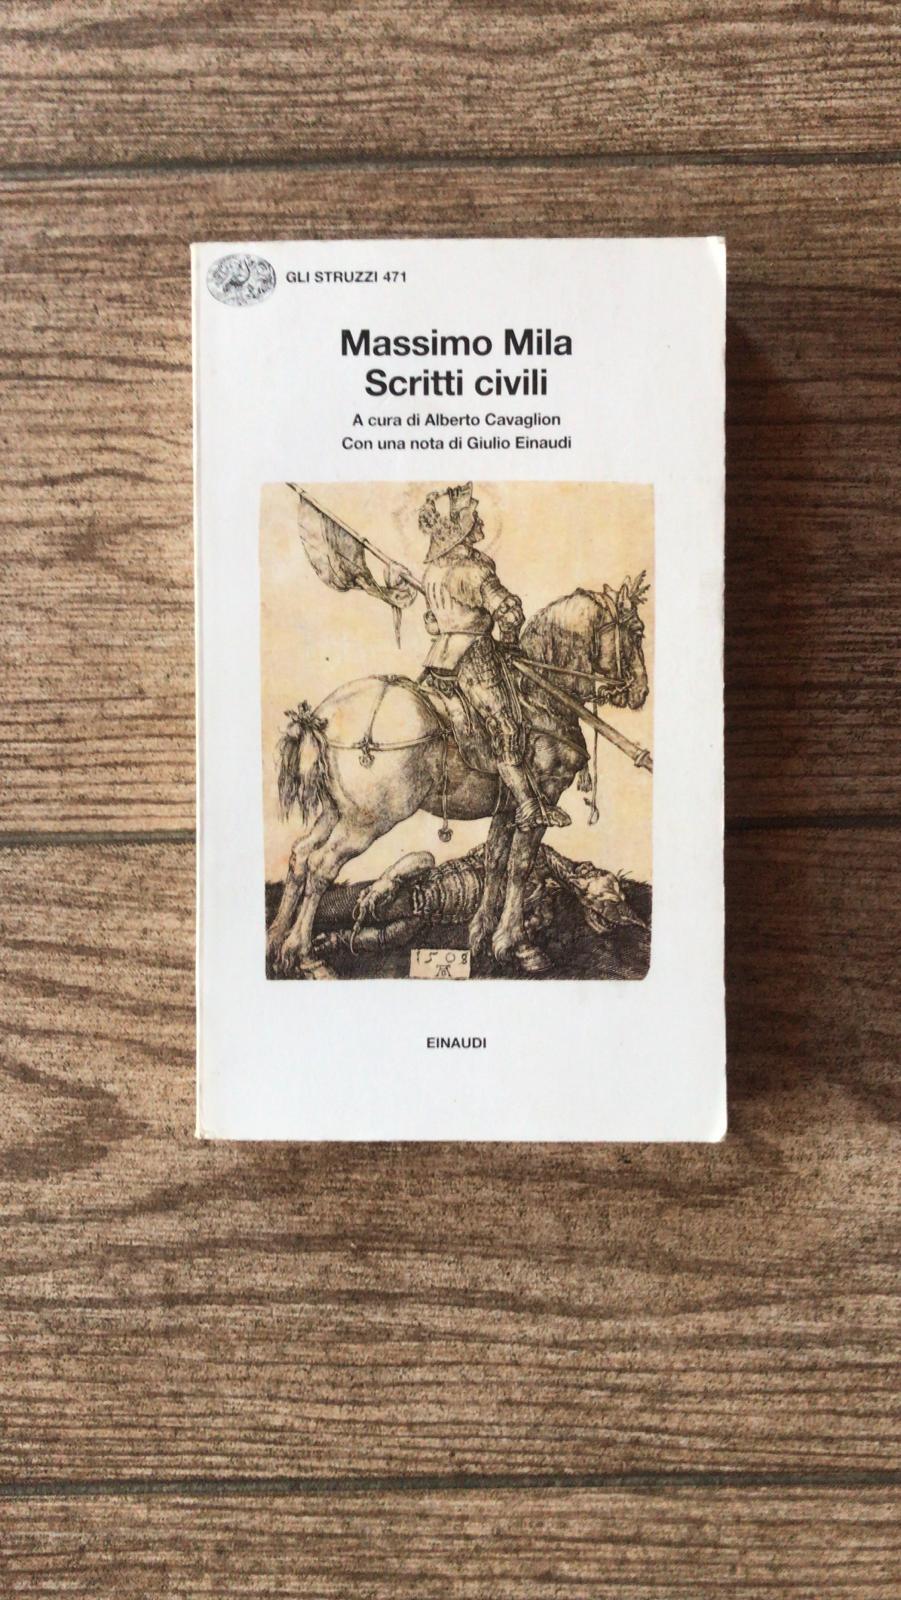 GLI STRUZZI 471
Massimo Mila
Scritti civili
A cura di Alberto Cavaglion
Con una nota di Giulio Einaudi
1508
AD
EINAUDI